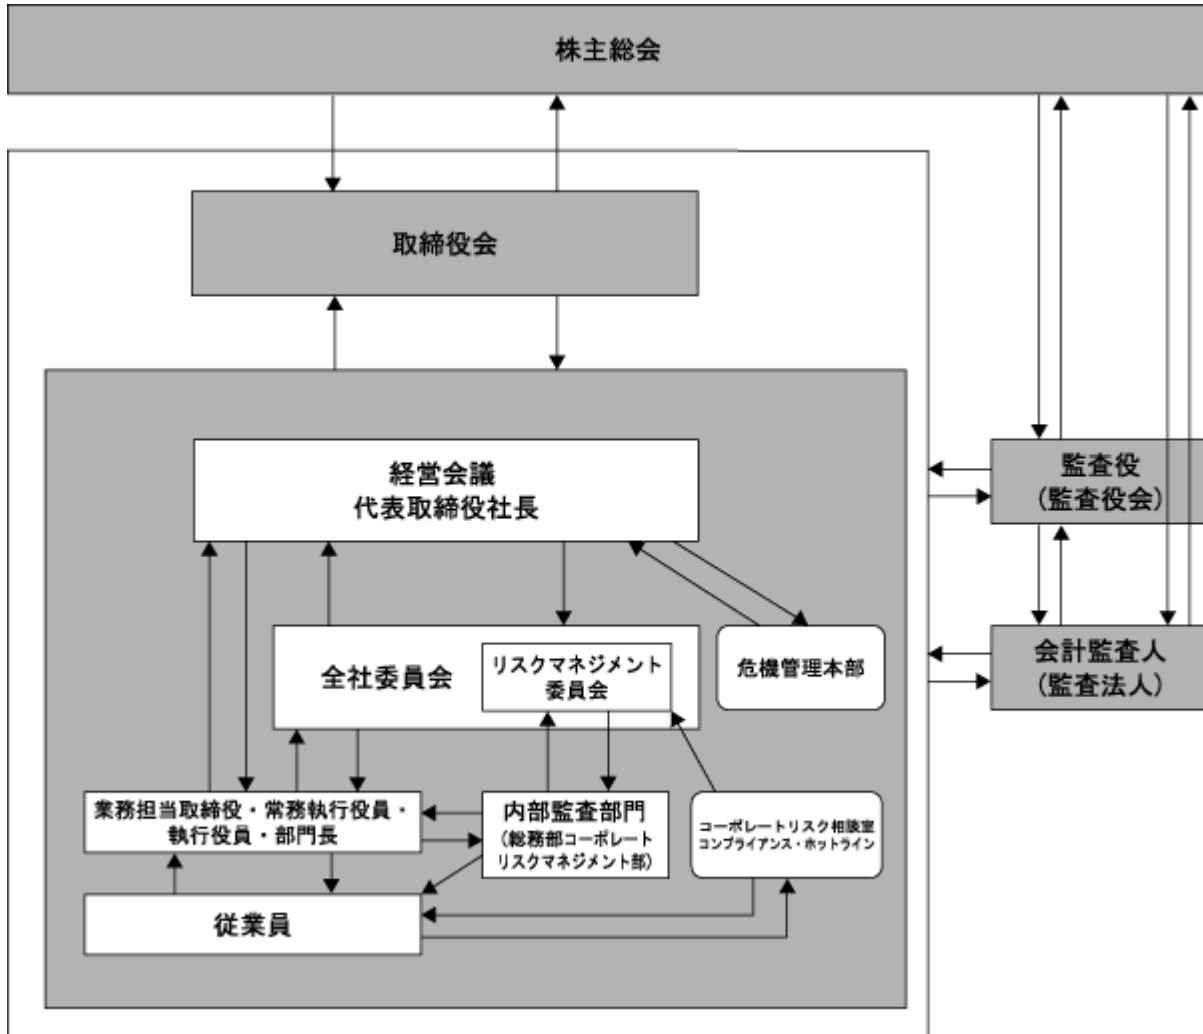 株主総会
取締役会
経営会議
代表取締役社長
監査役
(監査役会)
全社委員会
リスクマネジメント
委員会
危機管理本部
会計監査人
(監査法人)
業務担当取締役・常務執行役員・
執行役員・部門長
内部監査部門
(総務部コーポレート
リスクマネジメント部)
コーポレートリスク相談室
コンプライアンス・ホットライン
従業員